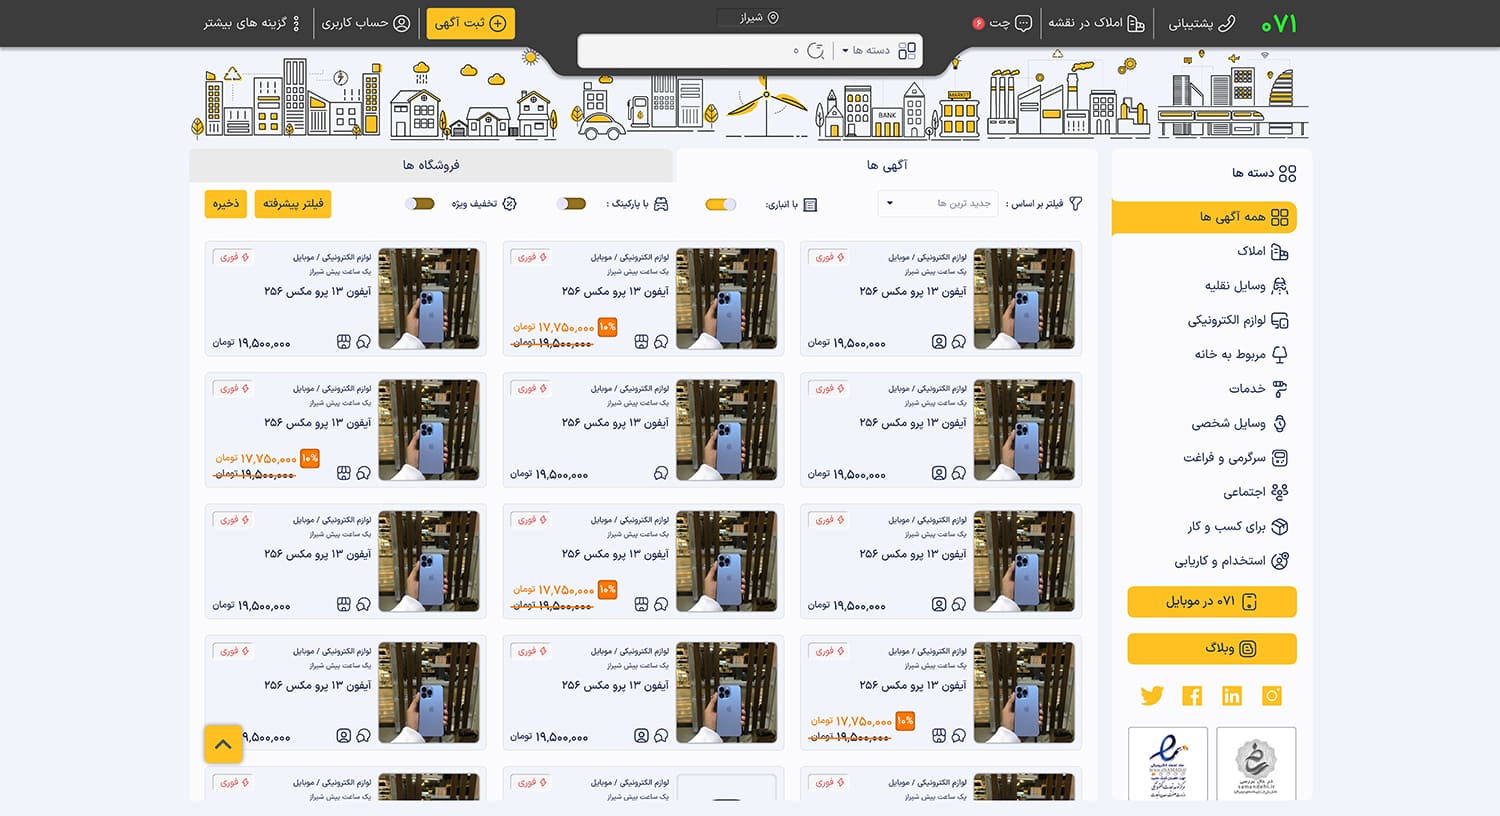 ۰۷۱
پشتیبانی
املاک در نقشه
چت ۶
شیراز
دسته ها
ثبت آگهی
حساب کاربری
گزینه های بیشتر
BANK
MARKET
دسته ها
همه آگهی ها
املاک
وسایل نقلیه
لوازم الکترونیکی
مربوط به خانه
خدمات
وسایل شخصی
سرگرمی و فراغت
اجتماعی
برای کسب و کار
استخدام و کاریابی
۰۷۱ در موبایل
وبلاگ
samandehi.ir
آگهی ها
فروشگاه ها
فیلتر بر اساس :
جدید ترین ها
با انباری:
با پارکینگ :
تخفیف ویژه
فیلتر پیشرفته
ذخیره
لوازم الکترونیکی / موبایل
فوری
یک ساعت پیش شیراز
آیفون ۱۳ پرو مکس ۲۵۶
۱۹,۵۰۰,۰۰۰ تومان
لوازم الکترونیکی / موبایل
فوری
یک ساعت پیش شیراز
آیفون ۱۳ پرو مکس ۲۵۶
۱۰% ۱۷,۷۵۰,۰۰۰ تومان
۱۹,۵۰۰,۰۰۰ تومان
لوازم الکترونیکی / موبایل
فوری
یک ساعت پیش شیراز
آیفون ۱۳ پرو مکس ۲۵۶
۱۹,۵۰۰,۰۰۰ تومان
لوازم الکترونیکی / موبایل
فوری
یک ساعت پیش شیراز
آیفون ۱۳ پرو مکس ۲۵۶
۱۹,۵۰۰,۰۰۰ تومان
لوازم الکترونیکی / موبایل
فوری
یک ساعت پیش شیراز
آیفون ۱۳ پرو مکس ۲۵۶
۱۹,۵۰۰,۰۰۰ تومان
لوازم الکترونیکی / موبایل
فوری
یک ساعت پیش شیراز
آیفون ۱۳ پرو مکس ۲۵۶
۱۰% ۱۷,۷۵۰,۰۰۰ تومان
۱۹,۵۰۰,۰۰۰ تومان
لوازم الکترونیکی / موبایل
فوری
یک ساعت پیش شیراز
آیفون ۱۳ پرو مکس ۲۵۶
۱۹,۵۰۰,۰۰۰ تومان
لوازم الکترونیکی / موبایل
فوری
یک ساعت پیش شیراز
آیفون ۱۳ پرو مکس ۲۵۶
۱۰% ۱۷,۷۵۰,۰۰۰ تومان
۱۹,۵۰۰,۰۰۰ تومان
لوازم الکترونیکی / موبایل
فوری
یک ساعت پیش شیراز
آیفون ۱۳ پرو مکس ۲۵۶
۱۹,۵۰۰,۰۰۰ تومان
لوازم الکترونیکی / موبایل
فوری
یک ساعت پیش شیراز
آیفون ۱۳ پرو مکس ۲۵۶
۱۰% ۱۷,۷۵۰,۰۰۰ تومان
۱۹,۵۰۰,۰۰۰ تومان
لوازم الکترونیکی / موبایل
فوری
یک ساعت پیش شیراز
آیفون ۱۳ پرو مکس ۲۵۶
۱۹,۵۰۰,۰۰۰ تومان
لوازم الکترونیکی / موبایل
فوری
یک ساعت پیش شیراز
آیفون ۱۳ پرو مکس ۲۵۶
۹,۵۰۰,۰۰۰ تومان
لوازم الکترونیکی / موبایل
فوری
یک ساعت پیش شیراز
لوازم الکترونیکی / موبایل
فوری
یک ساعت پیش شیراز
لوازم الکترونیکی / موبایل
فوری
یک ساعت پیش شیراز